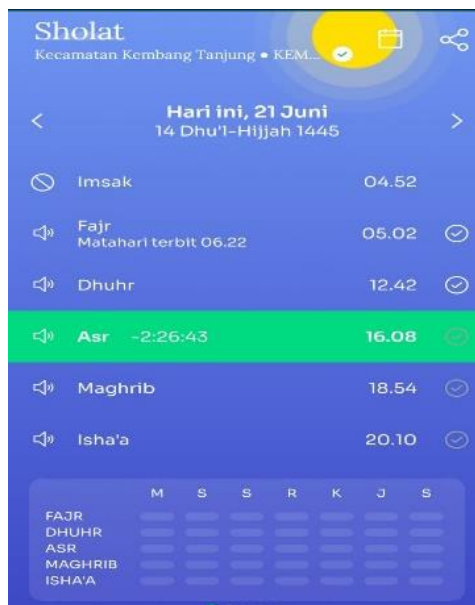 Sholat
Kecamatan Kembang Tanjung • KEM...
Hari ini, 21 Juni
14 Dhu'l-Hijjah 1445
Imsak 04.52
Fajr 05.02
Matahari terbit 06.22
Dhuhr 12.42
Asr -2:26:43 16.08
Maghrib 18.54
Isha'a 20.10
M S S R K J S
FAJR
DHUHR
ASR
MAGHRIB
ISHA'A